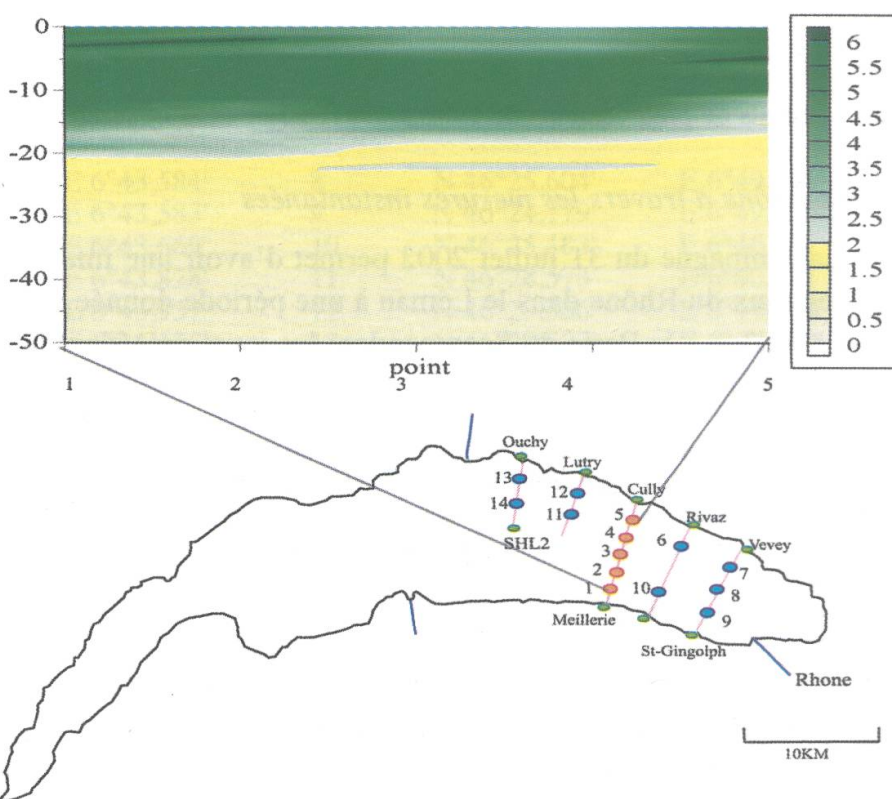 0
-10
-20
-30
-40
-50
1 2 3 4 5
point
6
5.5
5
4.5
4
3.5
3
2.5
2
1.5
1
0.5
0
Ouchy
Lutry
Cully
Rivaz
Vevey
13
14
SHL2
12
11
5
4
3
2
1
Meillerie
6
10
7
8
9
St-Gingolph
Rhone
10KM